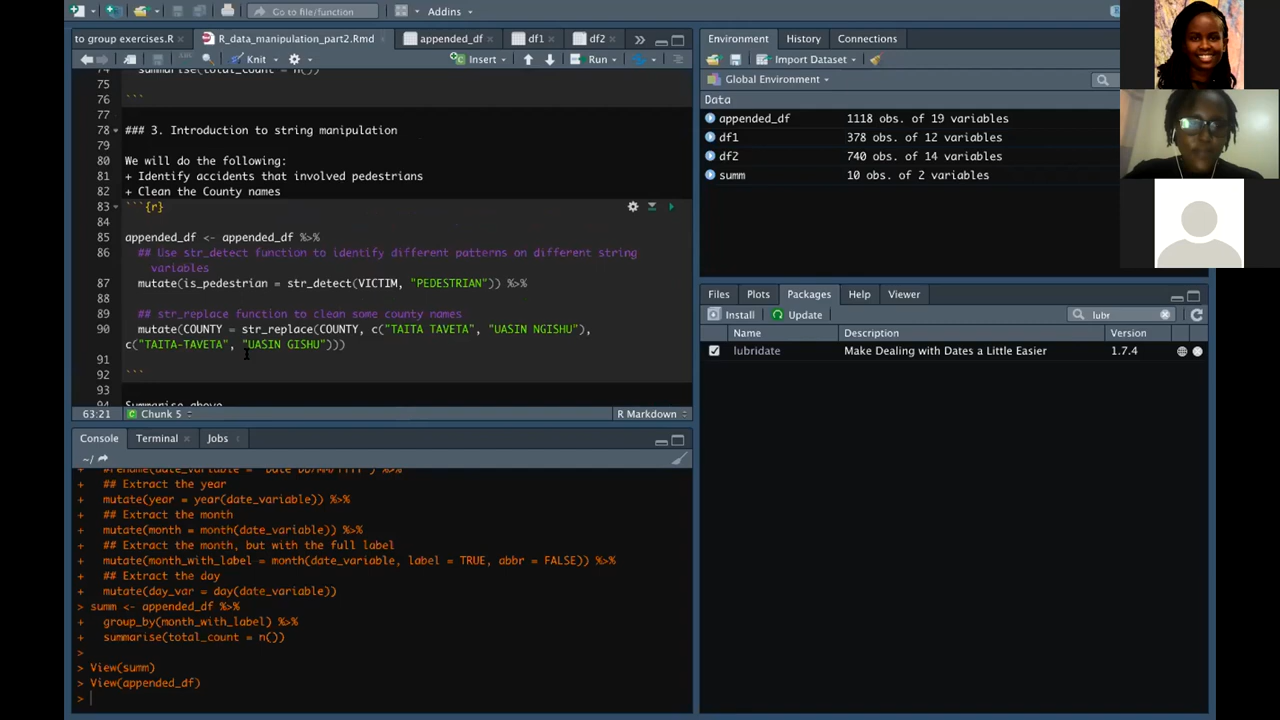 Go to file/function
Addins
to group exercises.R
R_data_manipulation_part2.Rmd
appended_df
df1
df2
Knit
Insert
Run
74 summarise(total_count = n())
75
76 ```
77
78 ### 3. Introduction to string manipulation
79
80 We will do the following:
81 + Identify accidents that involved pedestrians
82 + Clean the County names
83 ```{r}
84
85 appended_df <- appended_df %>%
86 ## Use str_detect function to identify different patterns on different string
variables
87 mutate(is_pedestrian = str_detect(VICTIM, "PEDESTRIAN")) %>%
88
89 ## str_replace function to clean some county names
90 mutate(COUNTY = str_replace(COUNTY, c("TAITA TAVETA", "UASIN NGISHU"),
c("TAITA-TAVETA", "UASIN GISHU")))
91
92 ```
93
94 Summarise above
63:21
Chunk 5
R Markdown
Console
Terminal
Jobs
~/
+ ## Extract the year
+ mutate(year = year(date_variable)) %>%
+ ## Extract the month
+ mutate(month = month(date_variable)) %>%
+ ## Extract the month, but with the full label
+ mutate(month_with_label = month(date_variable, label = TRUE, abbr = FALSE)) %>%
+ ## Extract the day
+ mutate(day_var = day(date_variable))
> summ <- appended_df %>%
+ group_by(month_with_label) %>%
+ summarise(total_count = n())
>
> View(summ)
> View(appended_df)
>
Environment
History
Connections
Import Dataset
Global Environment
Data
appended_df 1118 obs. of 19 variables
df1 378 obs. of 12 variables
df2 740 obs. of 14 variables
summ 10 obs. of 2 variables
Files
Plots
Packages
Help
Viewer
Install
Update
lubr
Name Description Version
lubridate Make Dealing with Dates a Little Easier 1.7.4